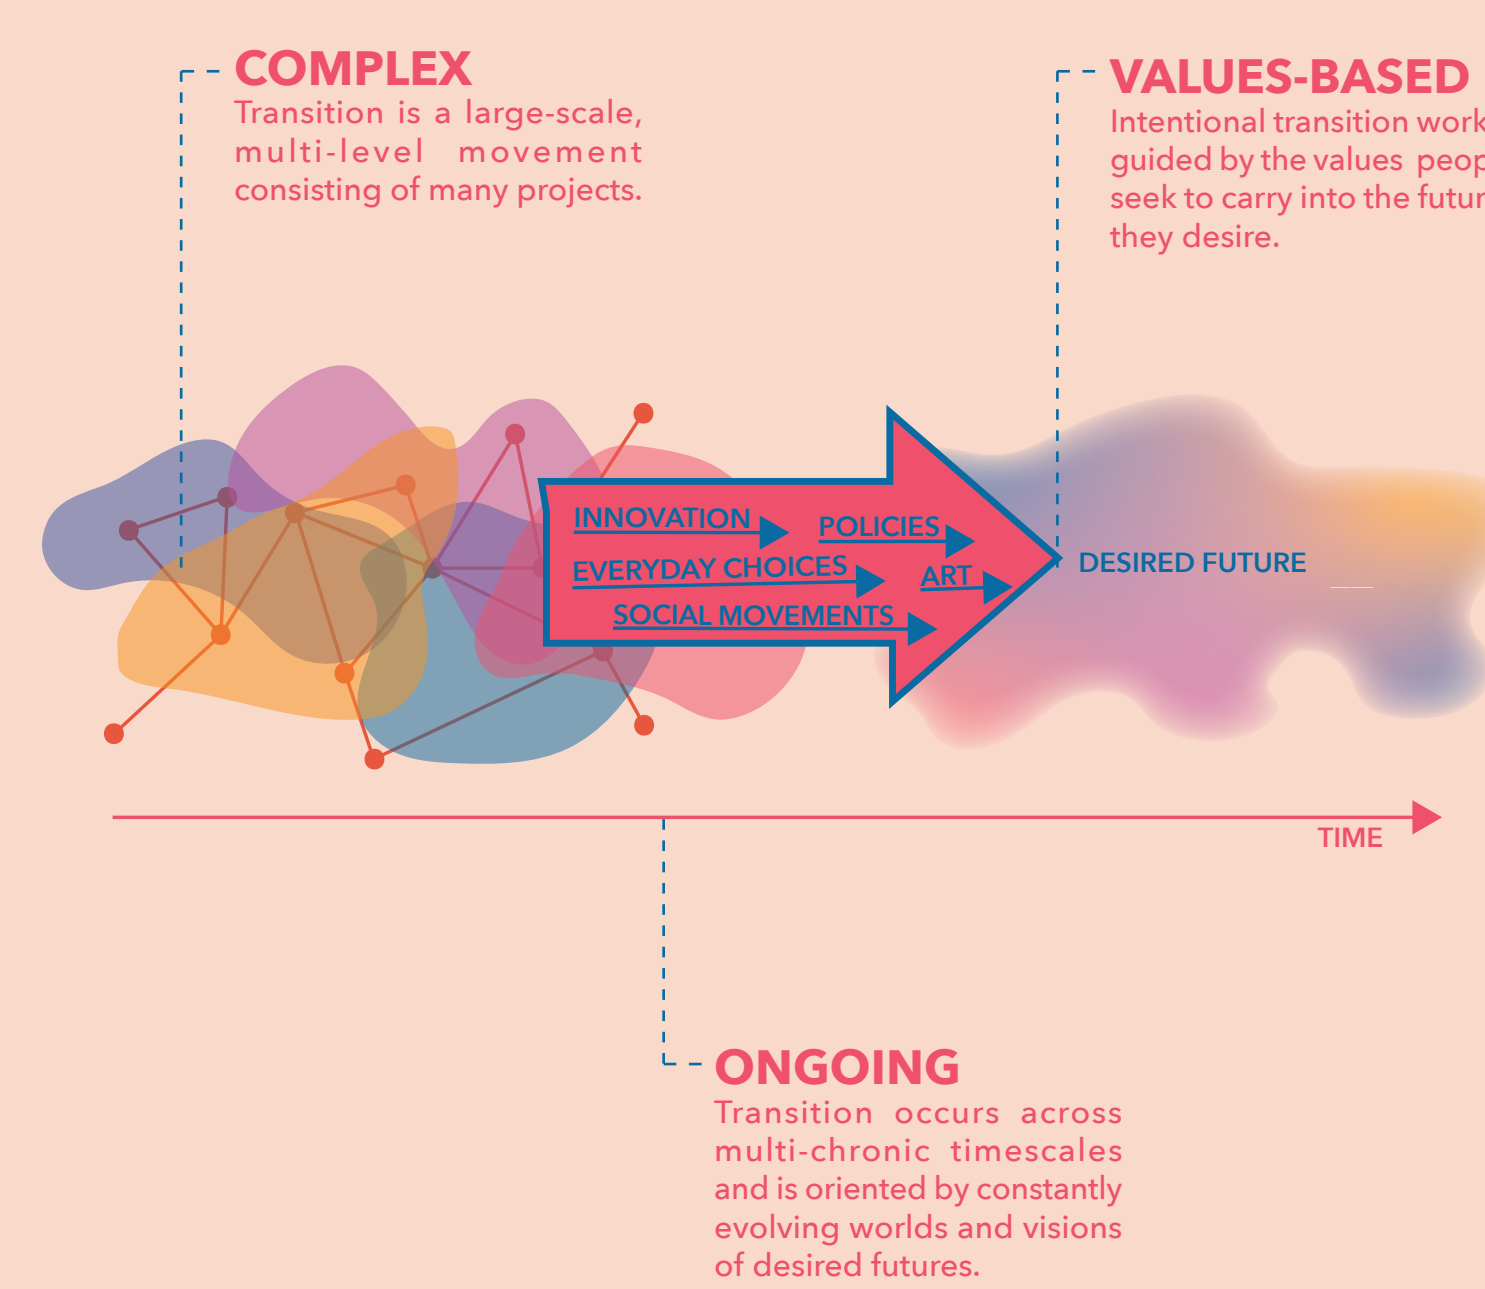 COMPLEX
Transition is a large-scale,
multi-level movement
consisting of many projects.
VALUES-BASED
Intentional transition work
guided by the values people
seek to carry into the future
they desire.
INNOVATION
POLICIES
EVERYDAY CHOICES
ART
SOCIAL MOVEMENTS
DESIRED FUTURE
TIME
ONGOING
Transition occurs across
multi-chronic timescales
and is oriented by constantly
evolving worlds and visions
of desired futures.